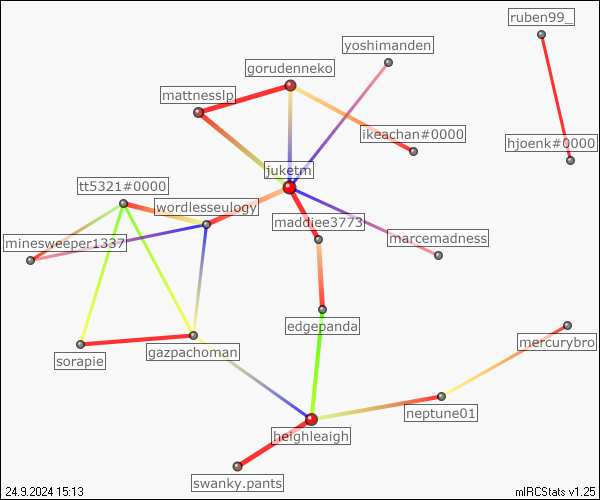 ruben99_
yoshimanden
gorudenneko
mattnesslp
ikeachan#0000
hjoenk#0000
juketm
tt5321#0000
wordlesseulogy
maddiee3773
minesweeper1337
marcemadness
edgepanda
mercurybro
gazpachoman
sorapie
neptune01
heighleaigh
swanky.pants
24.9.2024 15:13
mIRCStats v1.25